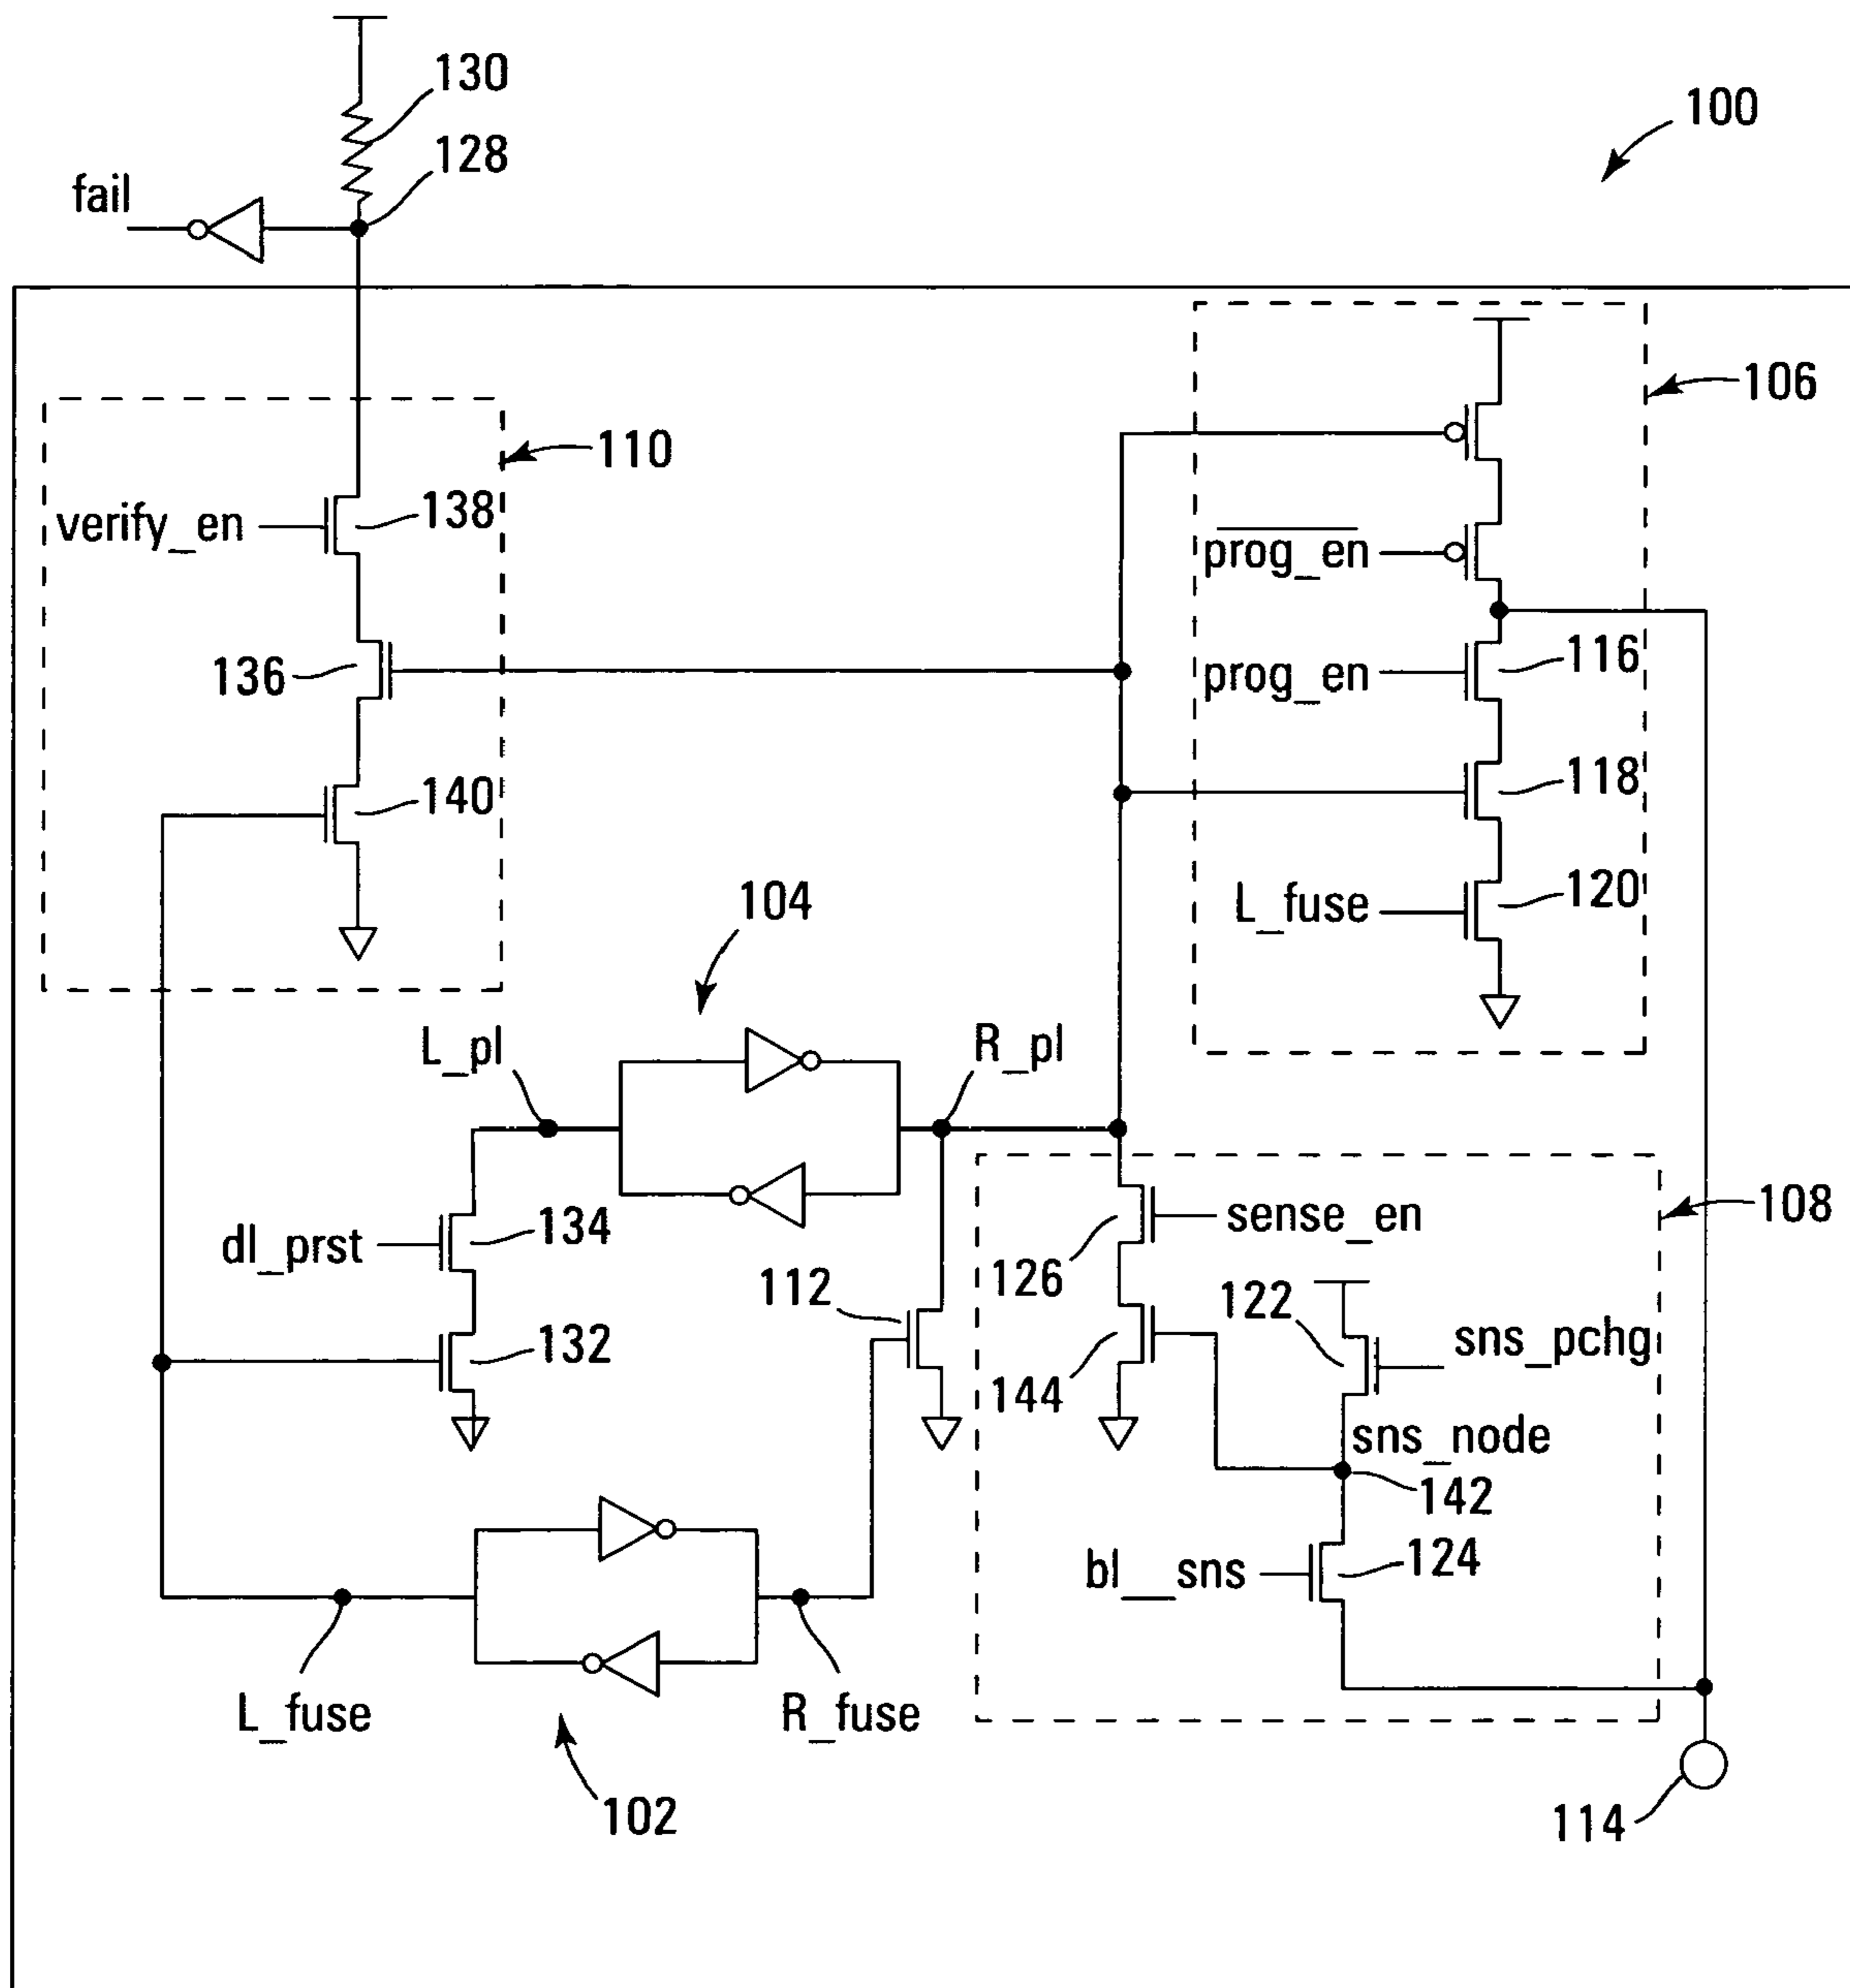 130
100
128
fail
106
110
138
verify_en
prog_en
136
prog_en
116
118
140
104
L_fuse
120
L_pl
R_pl
108
134
sense_en
dl_prst
112
126
122
132
sns_pchg
144
sns_node
142
bl__sns
124
L_fuse
R_fuse
102
114